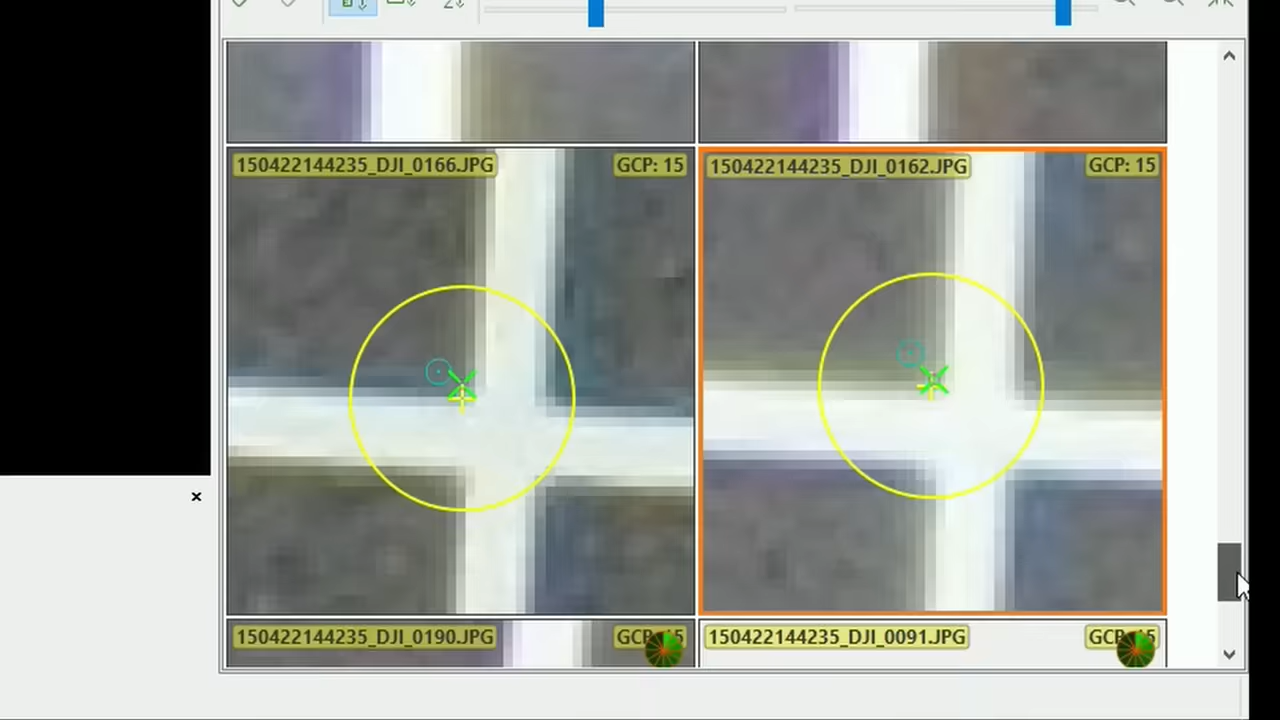 150422144235_DJI_0166.JPG GCP: 15
150422144235_DJI_0162.JPG GCP: 15
150422144235_DJI_0190.JPG
150422144235_DJI_0091.JPG